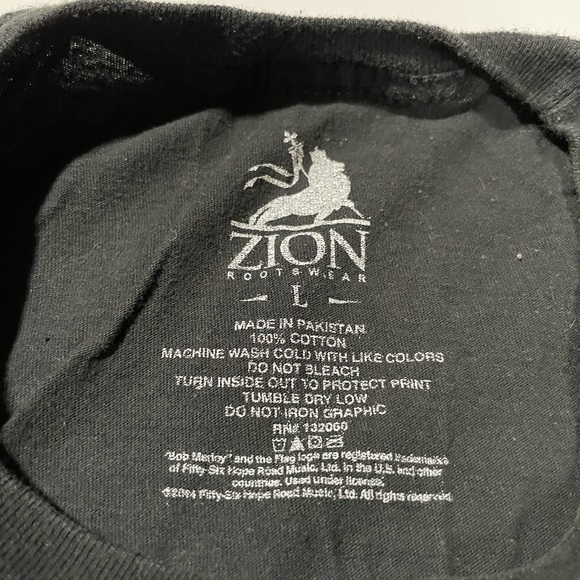 ZION
ROOTSWEAR
L
MADE IN PAKISTAN
100% COTTON
MACHINE WASH COLD WITH LIKE COLORS
DO NOT BLEACH
TURN INSIDE OUT TO PROTECT PRINT
TUMBLE DRY LOW
DO NOT IRON GRAPHIC
RN# 132060
"Bob Marley" and the Flag logo are registered trademarks
of Fifty-Six Hope Road Music, Ltd. in the U.S. and other
countries. Used under license.
©2014 Fifty-Six Hope Road Music, Ltd. All rights reserved.